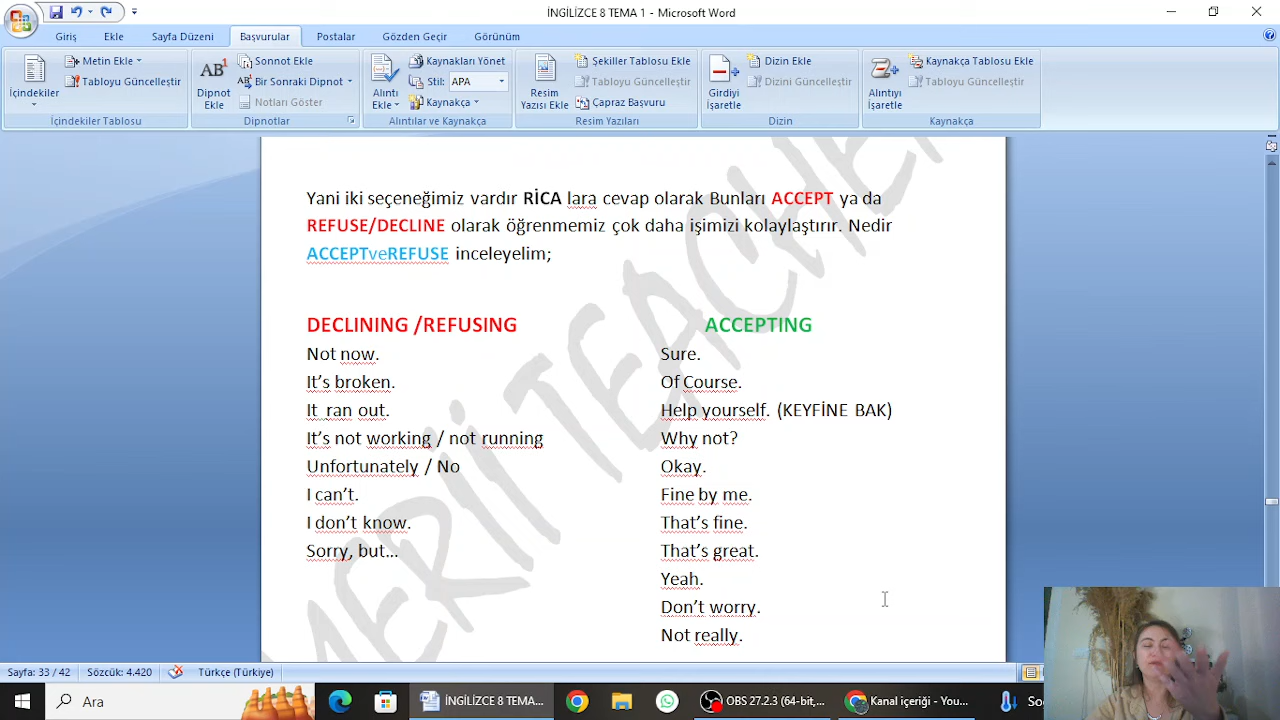 İNGİLİZCE 8 TEMA 1 - Microsoft Word
Giriş Ekle Sayfa Düzeni Başvurular Postalar Gözden Geçir Görünüm
İçindekiler
Metin Ekle
Tabloyu Güncelleştir
İçindekiler Tablosu
AB1
Dipnot Ekle
Sonnot Ekle
Bir Sonraki Dipnot
Notları Göster
Dipnotlar
Alıntı Ekle
Kaynakları Yönet
Stil: APA
Kaynakça
Alıntılar ve Kaynakça
Resim Yazısı Ekle
Şekiller Tablosu Ekle
Tabloyu Güncelleştir
Çapraz Başvuru
Resim Yazıları
Girdiyi İşaretle
Dizin Ekle
Dizini Güncelleştir
Dizin
Alıntıyı İşaretle
Kaynakça Tablosu Ekle
Tabloyu Güncelleştir
Kaynakça
Yani iki seçeneğimiz vardır RİCA lara cevap olarak Bunları ACCEPT ya da
REFUSE/DECLINE olarak öğrenmemiz çok daha işimizi kolaylaştırır. Nedir
ACCEPTveREFUSE inceleyelim;
DECLINING /REFUSING
Not now.
It's broken.
It ran out.
It's not working / not running
Unfortunately / No
I can't.
I don't know.
Sorry, but...
ACCEPTING
Sure.
Of Course.
Help yourself. (KEYFİNE BAK)
Why not?
Okay.
Fine by me.
That's fine.
That's great.
Yeah.
Don't worry.
Not really.
MERİİ TEACHER
Sayfa: 33 / 42 Sözcük: 4.420 Türkçe (Türkiye)
Ara
İNGİLİZCE 8 TEMA...
OBS 27.2.3 (64-bit,...
Kanal içeriği - You...